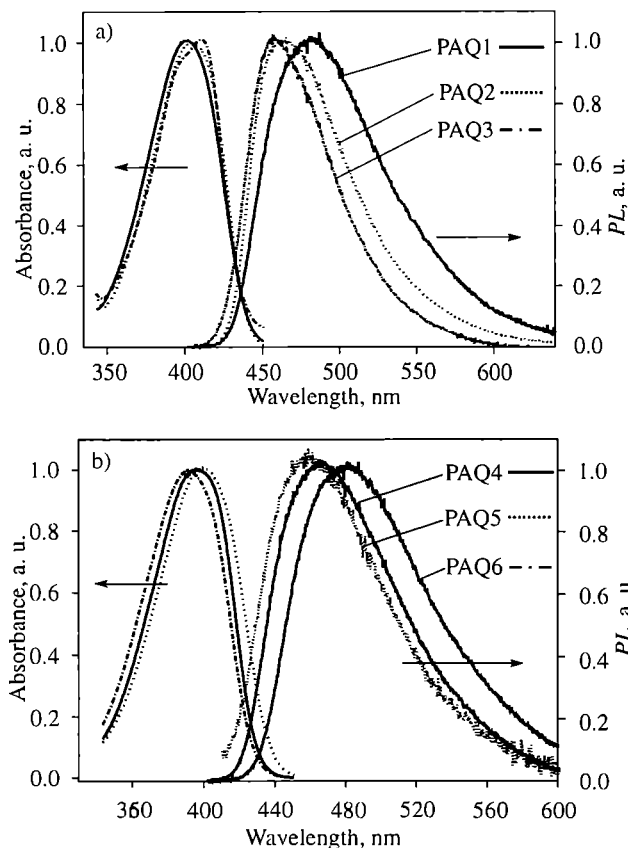 a)
1.0
0.8
0.6
0.4
0.2
0.0
Absorbance, a. u.
PAQ1
PAQ2
PAQ3
1.0
0.8
0.6
0.4
0.2
0.0
PL, a. u.
350 400 450 500 550 600
Wavelength, nm
b)
1.0
0.8
0.6
0.4
0.2
0.0
Absorbance, a. u.
PAQ4
PAQ5
PAQ6
1.0
0.8
0.6
0.4
0.2
0.0
PL, a. u.
360 400 440 480 520 560 600
Wavelength, nm